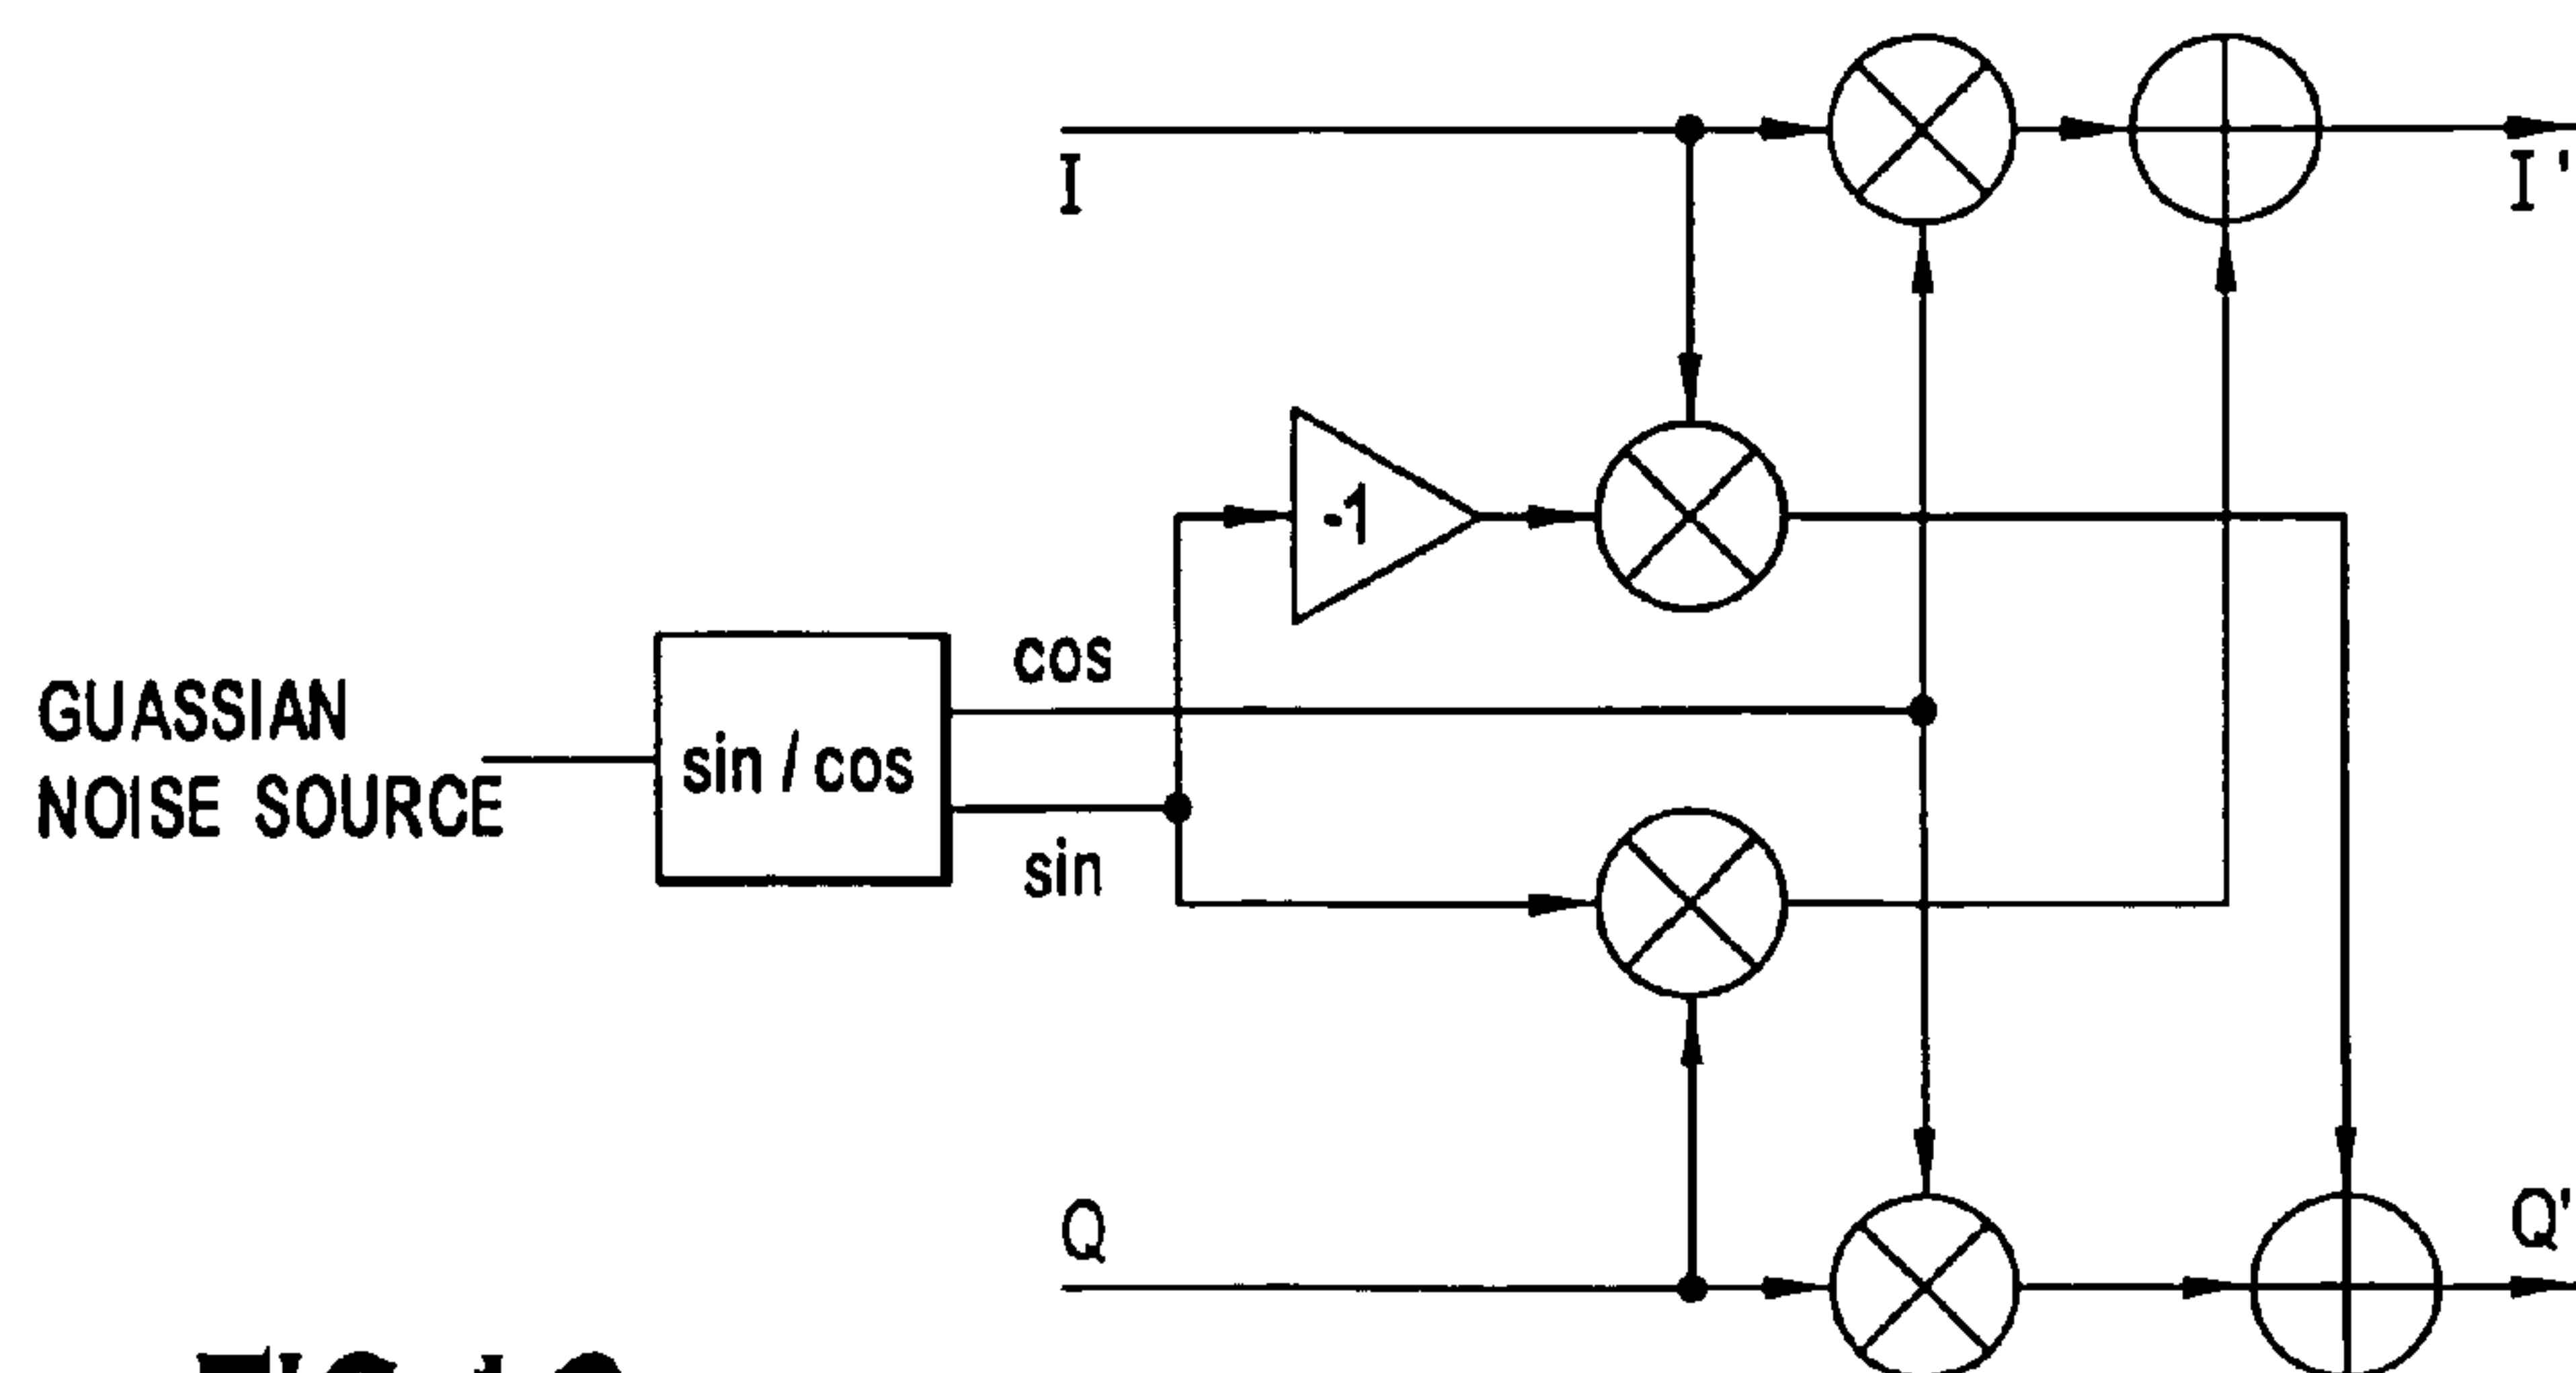 I
I'
-1
cos
GUASSIAN
NOISE SOURCE
sin / cos
sin
Q
Q'